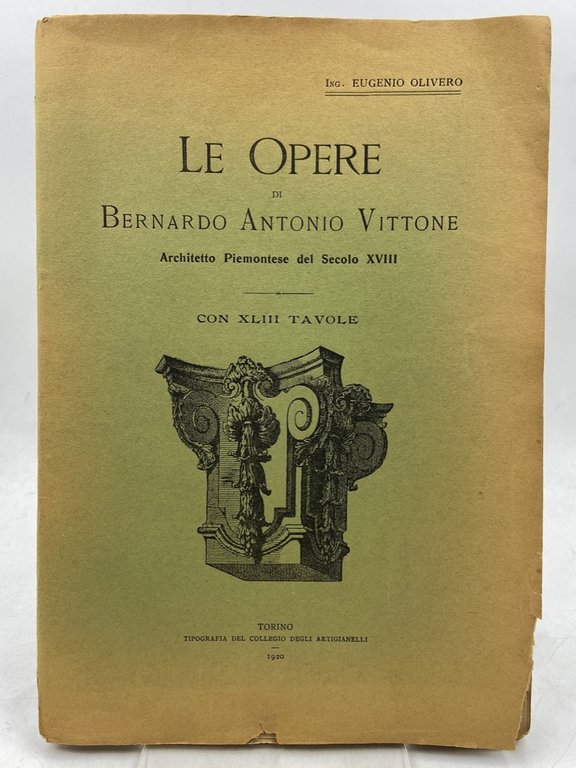 Ing. EUGENIO OLIVERO
LE OPERE
DI
BERNARDO ANTONIO VITTONE
Architetto Piemontese del Secolo XVIII
CON XLIII TAVOLE
TORINO
TIPOGRAFIA DEL COLLEGIO DEGLI ARTIGIANELLI
1920